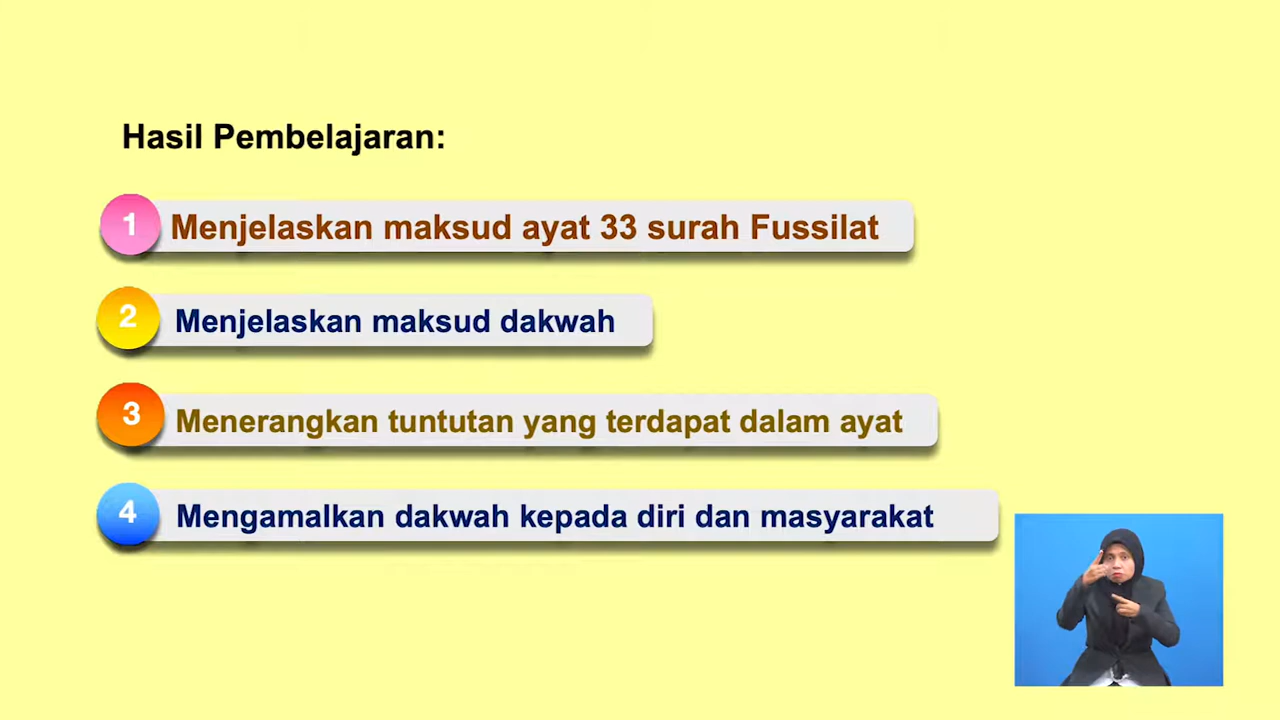 Hasil Pembelajaran:
1 Menjelaskan maksud ayat 33 surah Fussilat
2 Menjelaskan maksud dakwah
3 Menerangkan tuntutan yang terdapat dalam ayat
4 Mengamalkan dakwah kepada diri dan masyarakat